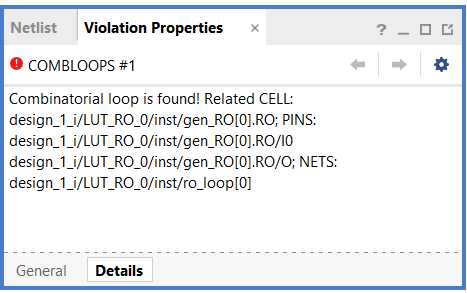 Netlist
Violation Properties ×
?
COMBLOOPS #1
Combinatorial loop is found! Related CELL:
design_1_i/LUT_RO_0/inst/gen_RO[0].RO; PINS:
design_1_i/LUT_RO_0/inst/gen_RO[0].RO/I0
design_1_i/LUT_RO_0/inst/gen_RO[0].RO/O; NETS:
design_1_i/LUT_RO_0/inst/ro_loop[0]
General
Details